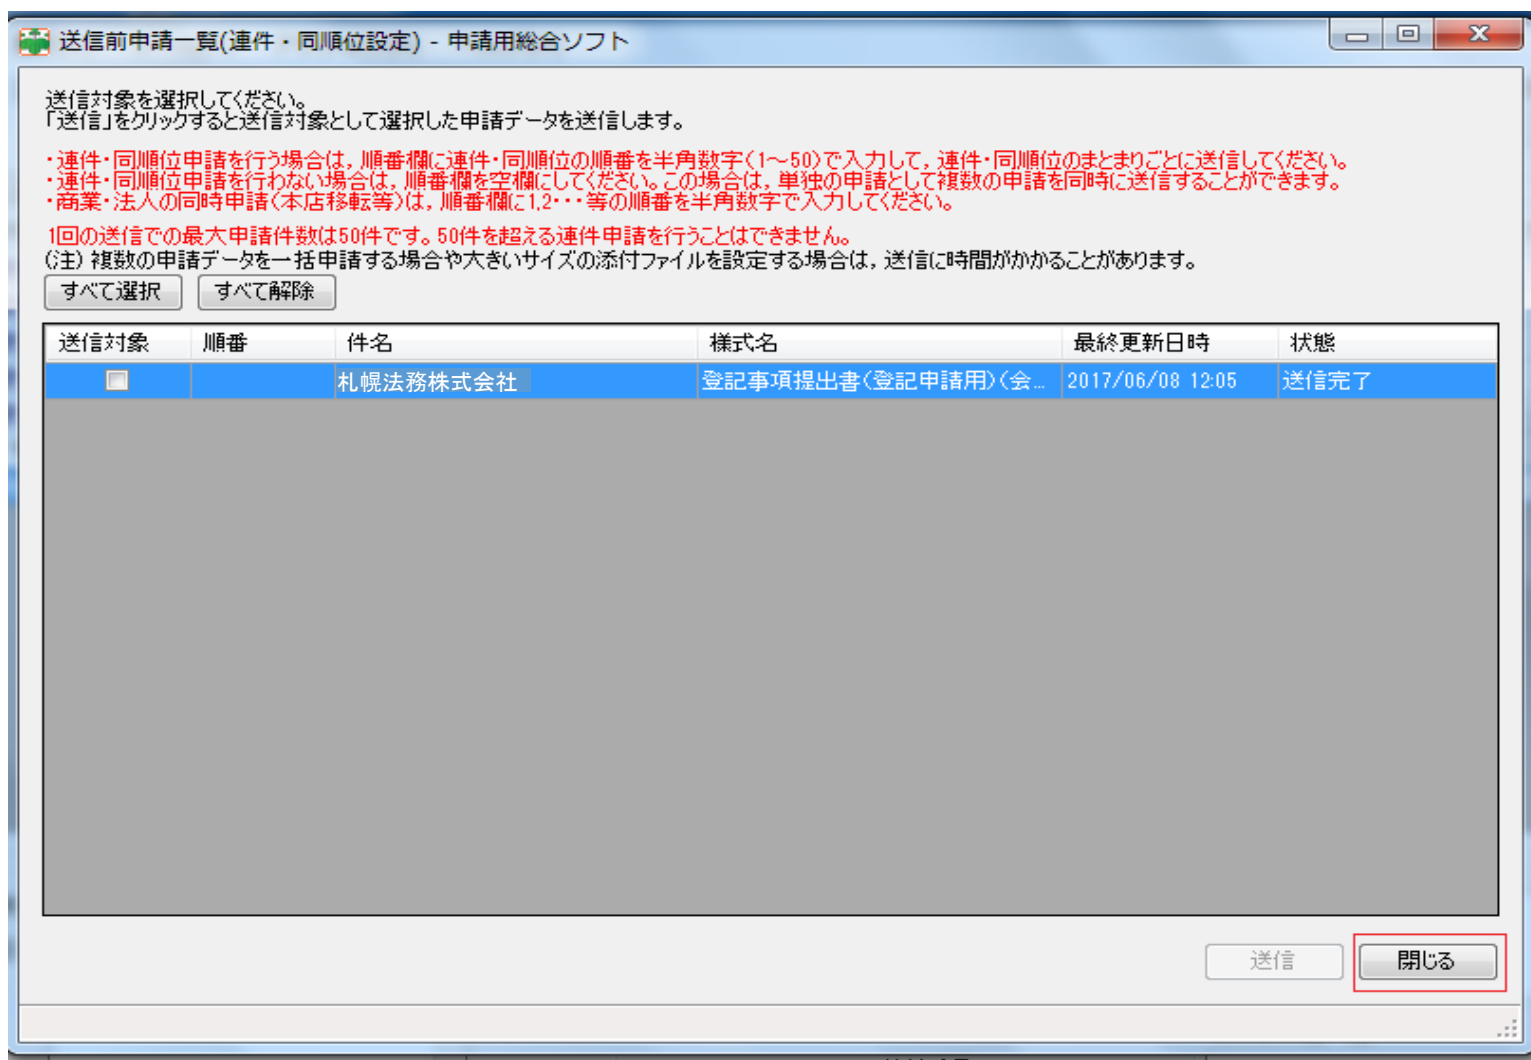 送信前申請一覧(連件・同順位設定) - 申請用総合ソフト
送信対象を選択してください。
「送信」をクリックすると送信対象として選択した申請データを送信します。
・連件・同順位申請を行う場合は，順番欄に連件・同順位の順番を半角数字（1～50）で入力して，連件・同順位のまとまりごとに送信してください。
・連件・同順位申請を行わない場合は，順番欄を空欄にしてください。この場合は，単独の申請として複数の申請を同時に送信することができます。
・商業・法人の同時申請（本店移転等）は，順番欄に1,2・・・等の順番を半角数字で入力してください。
1回の送信での最大申請件数は50件です。50件を超える連件申請を行うことはできません。
（注）複数の申請データを一括申請する場合や大きいサイズの添付ファイルを設定する場合は，送信に時間がかかることがあります。
すべて選択 すべて解除
送信対象 順番 件名 様式名 最終更新日時 状態
札幌法務株式会社 登記事項提出書（登記申請用）（会... 2017/06/08 12:05 送信完了
送信 閉じる